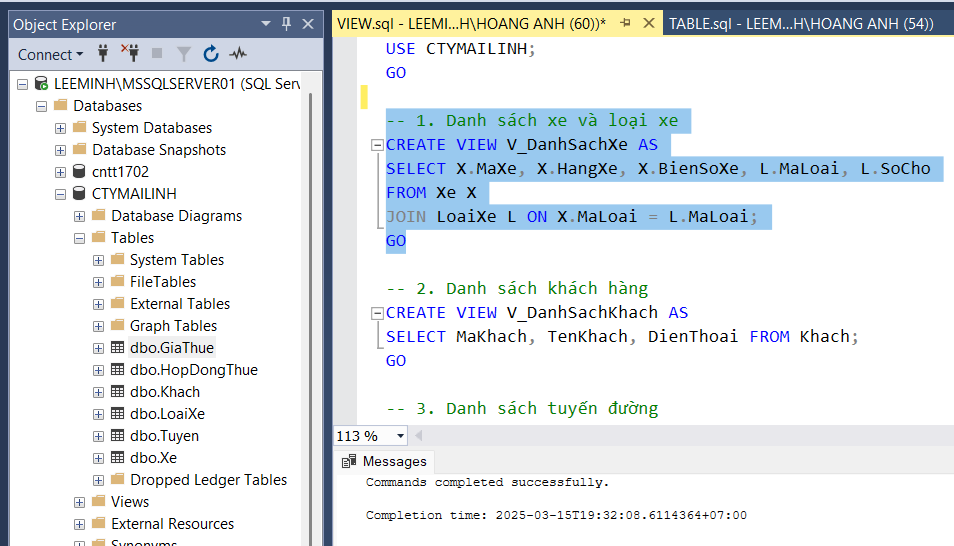 Object Explorer
Connect
LEEMINH\MSSQLSERVER01 (SQL Serv
Databases
System Databases
Database Snapshots
cntt1702
CTYMAILINH
Database Diagrams
Tables
System Tables
FileTables
External Tables
Graph Tables
dbo.GiaThue
dbo.HopDongThue
dbo.Khach
dbo.LoaiXe
dbo.Tuyen
dbo.Xe
Dropped Ledger Tables
Views
External Resources
Synonyms
VIEW.sql - LEEMI...H\HOANG ANH (60))*
TABLE.sql - LEEM...H\HOANG ANH (54))
USE CTYMAILINH;
GO
-- 1. Danh sách xe và loại xe
CREATE VIEW V_DanhSachXe AS
SELECT X.MaXe, X.HangXe, X.BienSoXe, L.MaLoai, L.SoCho
FROM Xe X
JOIN LoaiXe L ON X.MaLoai = L.MaLoai;
GO
-- 2. Danh sách khách hàng
CREATE VIEW V_DanhSachKhach AS
SELECT MaKhach, TenKhach, DienThoai FROM Khach;
GO
-- 3. Danh sách tuyến đường
113 %
Messages
Commands completed successfully.
Completion time: 2025-03-15T19:32:08.6114364+07:00